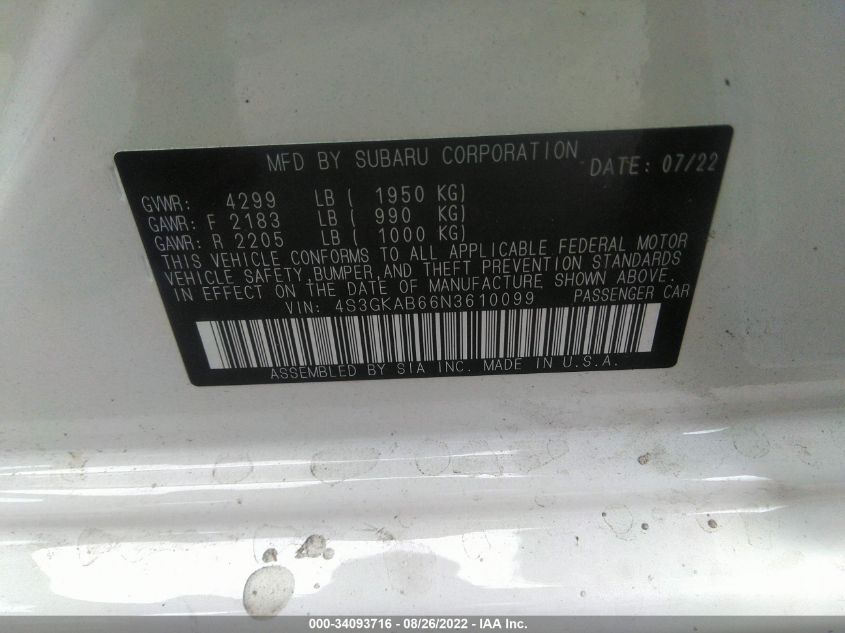 MFD BY SUBARU CORPORATION DATE: 07/22
GVWR: 4299 LB ( 1950 KG)
GAWR: F 2183 LB ( 990 KG)
GAWR: R 2205 LB ( 1000 KG)
THIS VEHICLE CONFORMS TO ALL APPLICABLE FEDERAL MOTOR
VEHICLE SAFETY,BUMPER,AND THEFT PREVENTION STANDARDS
IN EFFECT ON THE DATE OF MANUFACTURE SHOWN ABOVE.
VIN: 4S3GKAB66N3610099 PASSENGER CAR
ASSEMBLED BY SIA INC. MADE IN U.S.A.
000-34093716 - 08/26/2022 - IAA Inc.